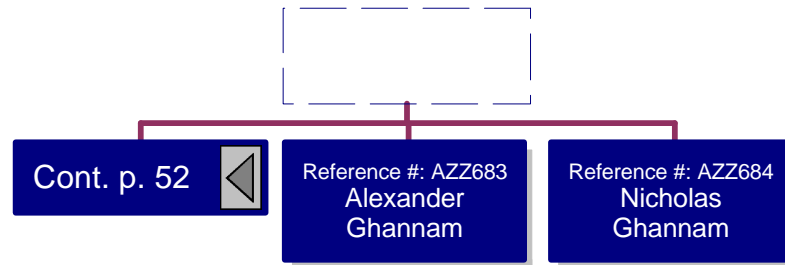 Cont. p. 52
Reference #: AZZ683
Alexander
Ghannam
Reference #: AZZ684
Nicholas
Ghannam